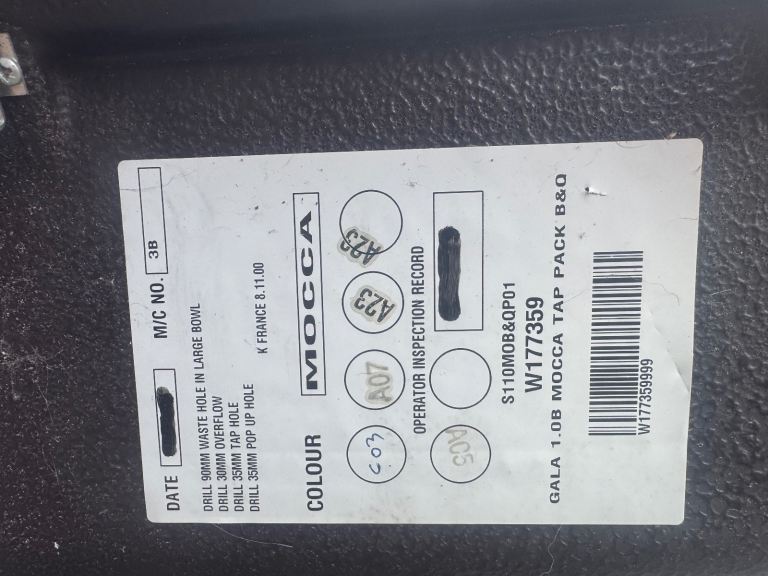 DATE M/C NO. 3B
DRILL 90MM WASTE HOLE IN LARGE BOWL
DRILL 30MM OVERFLOW
DRILL 35MM TAP HOLE
DRILL 35MM POP UP HOLE K FRANCE 8.11.00
COLOUR MOCCA
C03 A07 A23 A23
OPERATOR INSPECTION RECORD
A05
S110MOB&QP01
W177359
GALA 1.0B MOCCA TAP PACK B&Q
W177359999